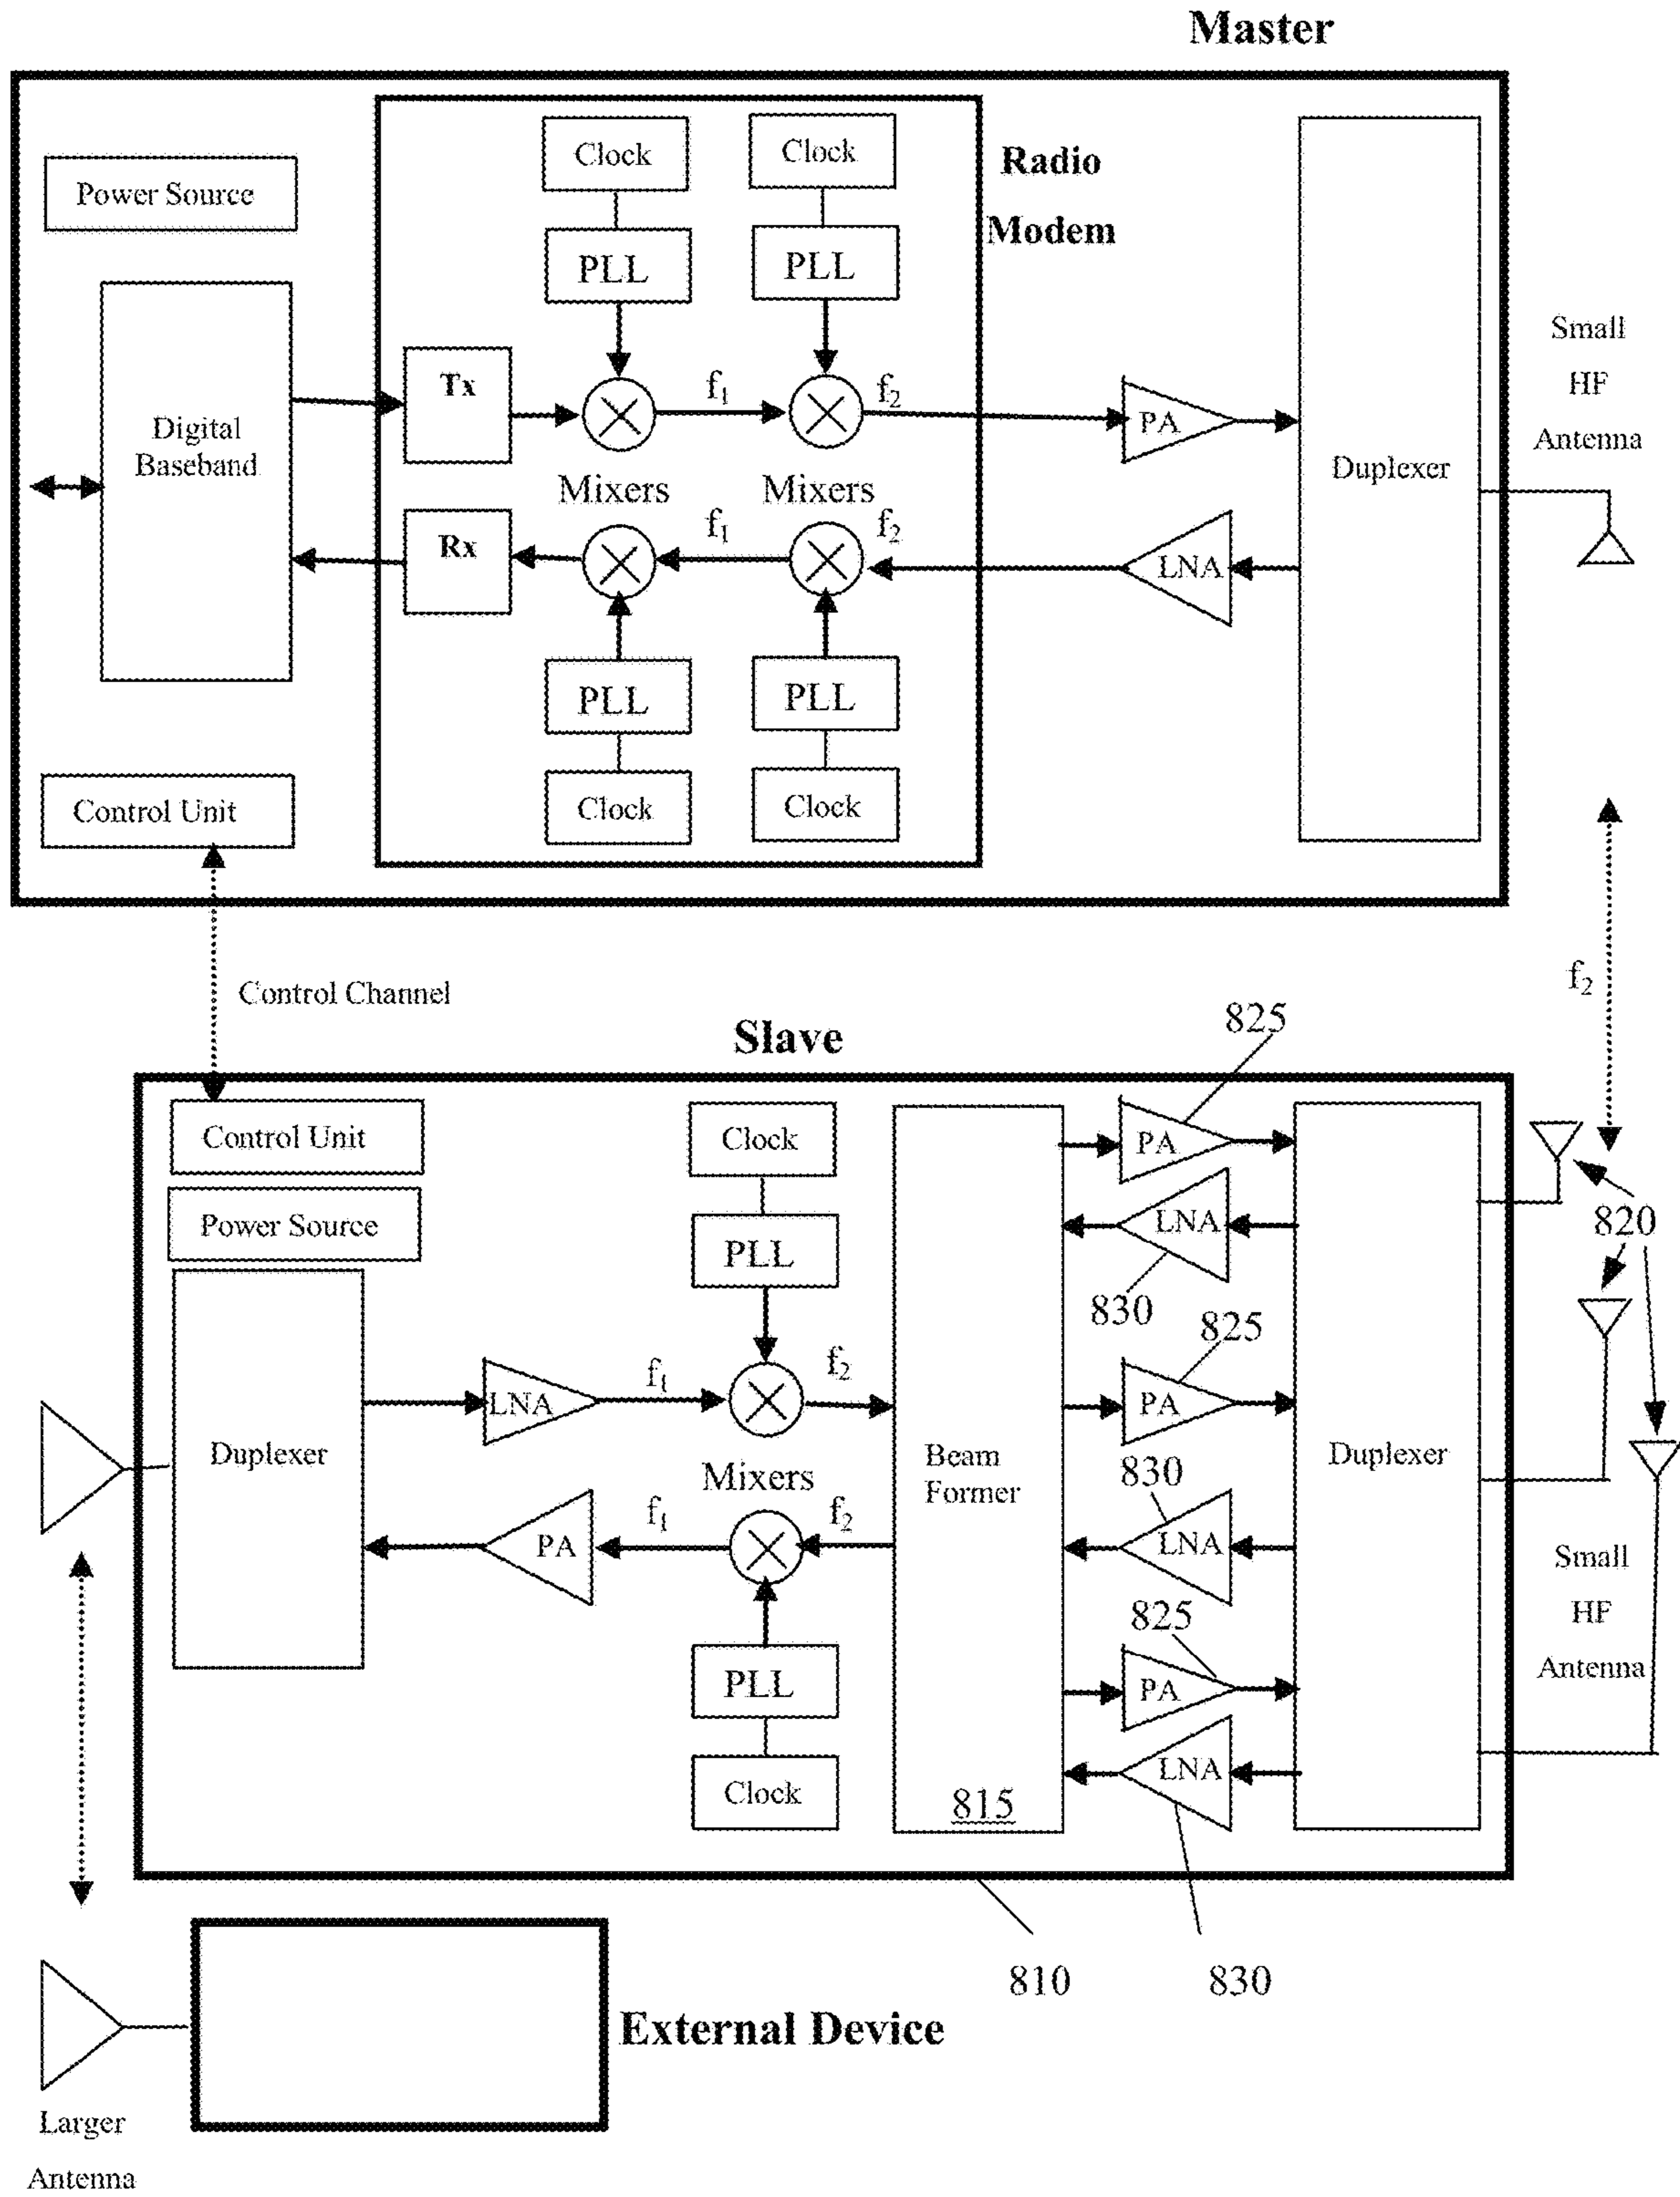 Master
Clock
Clock
Radio
Modem
Power Source
PLL
PLL
Small
HF
Antenna
Tx
f1
f2
PA
Digital
Baseband
Duplexer
Mixers
Mixers
Rx
f1
f2
LNA
PLL
PLL
Control Unit
Clock
Clock
Control Channel
f2
Slave
825
Control Unit
Clock
PA
Power Source
PLL
LNA
820
830
825
LNA
f1
f2
PA
Duplexer
Mixers
Beam
Former
830
Duplexer
PA
f1
f2
LNA
Small
HF
Antenna
825
PLL
PA
Clock
815
LNA
810
830
External Device
Larger
Antenna